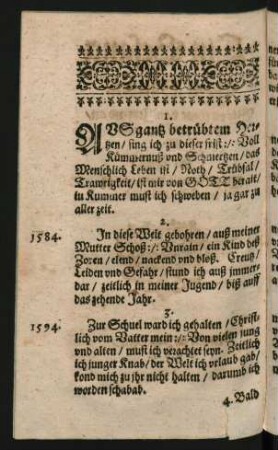 1.
AVS gantz betrübtem Her-
tzen / sing ich zu dieser frist :/: Voll
Kümmernuß und Schmertzen / das
Menschlich Leben ist / Noth / Trübsal /
Trawrigkeit / ist mir von GOTT berait /
in Kummer must ich schweben / ja gar zu
aller zeit.
2.
1584. In diese Welt gebohren / auß meiner
Mutter Schoß :/: Vnrain / ein Kind deß
Zoren / elend / nackend vnd bloß. Creutz /
Leiden vnd Gefahr / stund ich auß immer-
dar / zeitlich in meiner Jugend / biß auff
das zehende Jahr.
3.
1594. Zur Schuel ward ich gehalten / Christ-
lich vom Vatter mein :/: Von vielen jung
vnd alten / must ich verachtet seyn. Zeitlich
ich junger Knab / der Welt ich vrlaub gab /
kond mich zu jhr nicht halten / darumb ich
worden schabab.
4. Bald